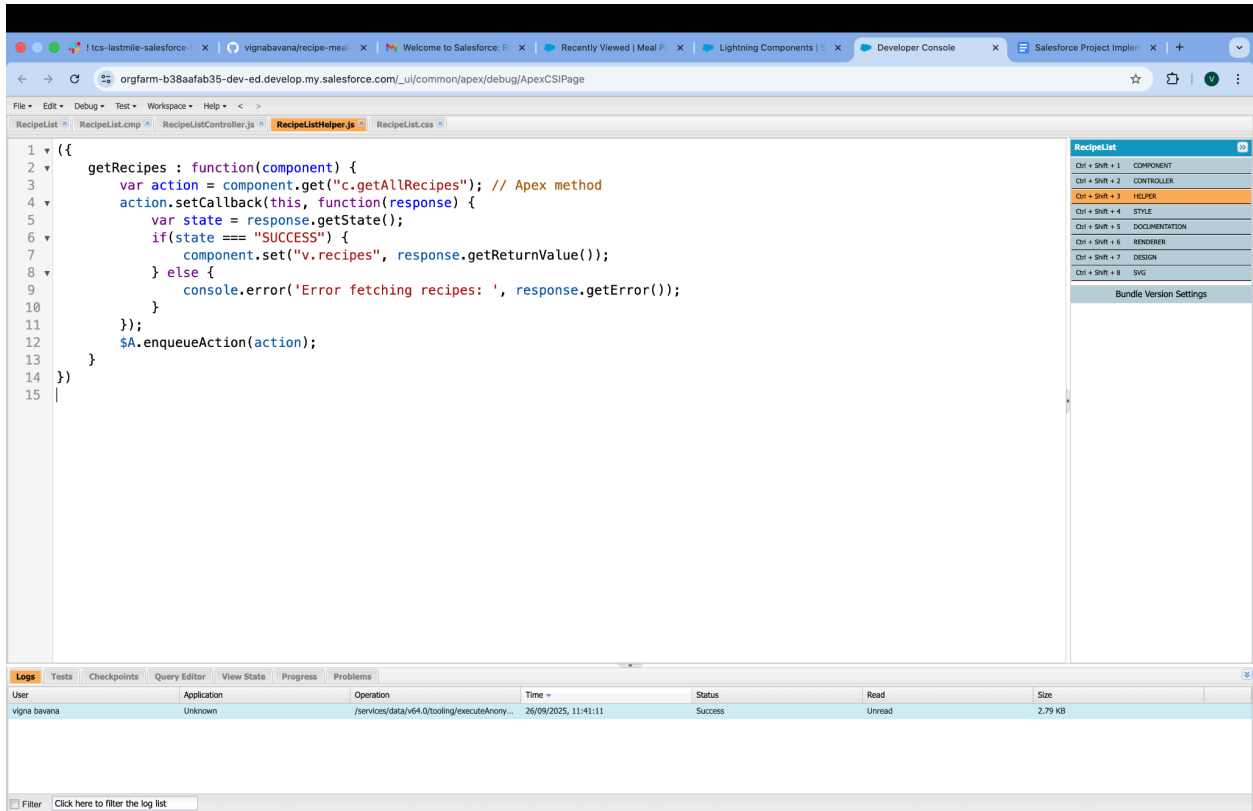 ! tcs-lastmile-salesforce-i
vignabavana/recipe-meal
Welcome to Salesforce: R
Recently Viewed | Meal Pl
Lightning Components | S
Developer Console
Salesforce Project Implem
orgfarm-b38aafab35-dev-ed.develop.my.salesforce.com/_ui/common/apex/debug/ApexCSIPage
V
File Edit Debug Test Workspace Help < >
RecipeList RecipeList.cmp RecipeListController.js RecipeListHelper.js RecipeList.css
1 ({
2 getRecipes : function(component) {
3 var action = component.get("c.getAllRecipes"); // Apex method
4 action.setCallback(this, function(response) {
5 var state = response.getState();
6 if(state === "SUCCESS") {
7 component.set("v.recipes", response.getReturnValue());
8 } else {
9 console.error('Error fetching recipes: ', response.getError());
10 }
11 });
12 $A.enqueueAction(action);
13 }
14 })
15
RecipeList
Ctrl + Shift + 1 COMPONENT
Ctrl + Shift + 2 CONTROLLER
Ctrl + Shift + 3 HELPER
Ctrl + Shift + 4 STYLE
Ctrl + Shift + 5 DOCUMENTATION
Ctrl + Shift + 6 RENDERER
Ctrl + Shift + 7 DESIGN
Ctrl + Shift + 8 SVG
Bundle Version Settings
Logs Tests Checkpoints Query Editor View State Progress Problems
User Application Operation Time Status Read Size
vigna bavana Unknown /services/data/v64.0/tooling/executeAnony... 26/09/2025, 11:41:11 Success Unread 2.79 KB
Filter Click here to filter the log list